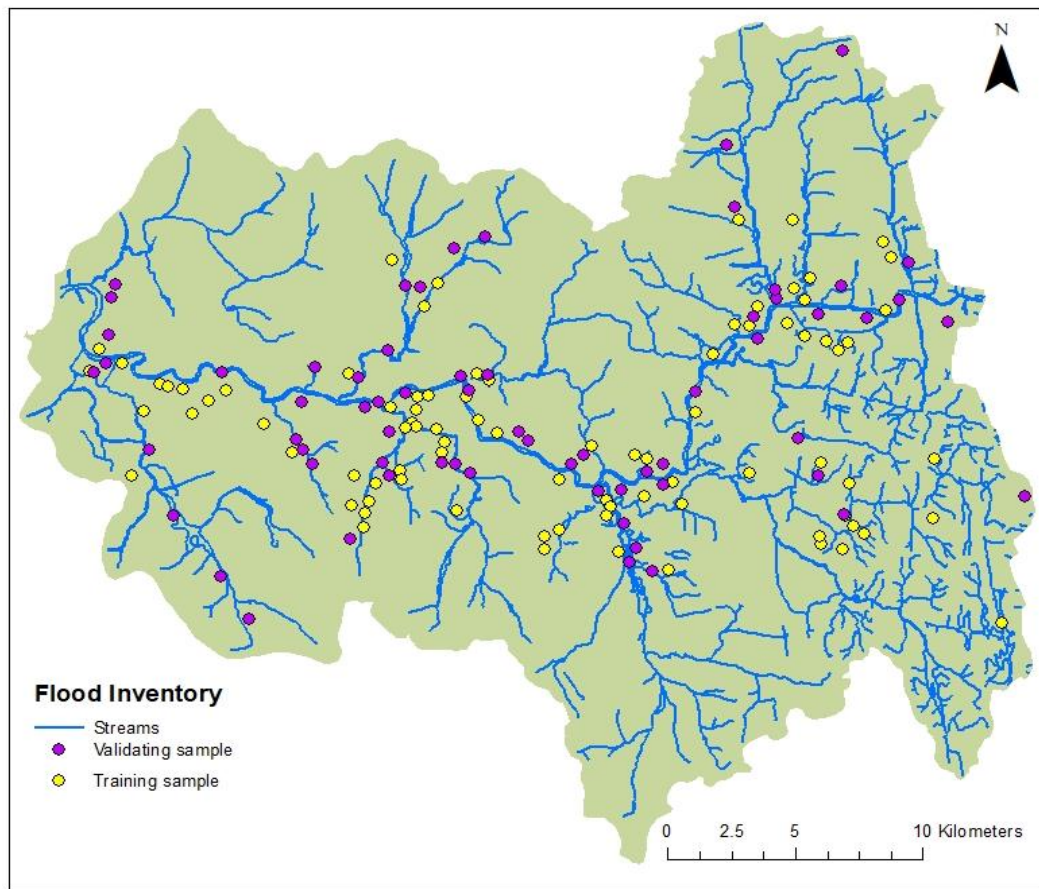 N
Flood Inventory
Streams
Validating sample
Training sample
0 2.5 5 10 Kilometers